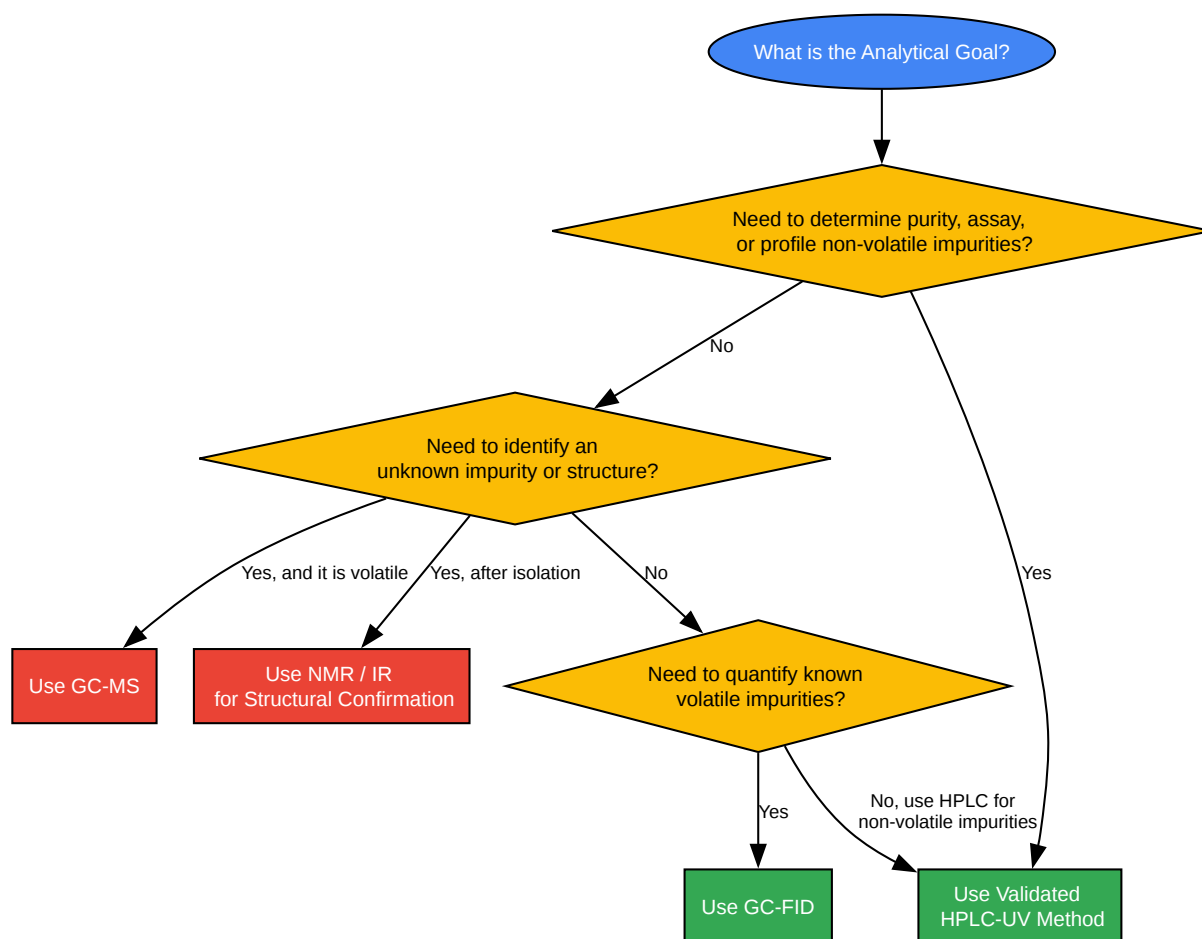 What is the Analytical Goal?
Need to determine purity, assay,
or profile non-volatile impurities?
No
Need to identify an
unknown impurity or structure?
Yes, and it is volatile
Yes, after isolation
No
Yes
Use GC-MS
Use NMR / IR
for Structural Confirmation
Need to quantify known
volatile impurities?
Yes
No, use HPLC for
non-volatile impurities
Use GC-FID
Use Validated
HPLC-UV Method